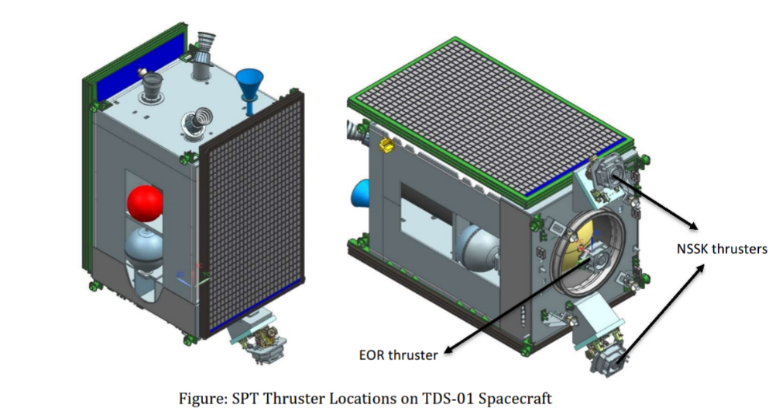 NSSK thrusters
EOR thruster
Figure: SPT Thruster Locations on TDS-01 Spacecraft